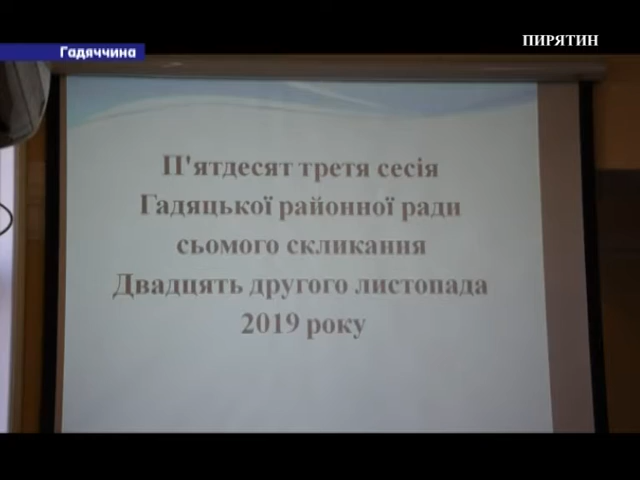 Гадяччина
ПИРЯТИН
П'ятдесят третя сесія
Гадяцької районної ради
сьомого скликання
Двадцять другого листопада
2019 року